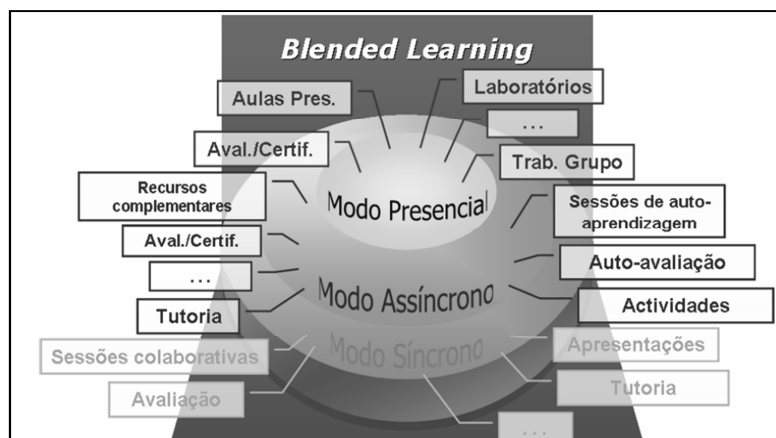 Blended Learning
Aulas Pres.
Laboratórios
...
Aval./Certif.
Trab. Grupo
Recursos
complementares
Modo Presencial
Sessões de auto-
aprendizagem
Aval./Certif.
Auto-avaliação
...
Modo Assíncrono
Actividades
Tutoria
Sessões colaborativas
Modo Síncrono
Apresentações
Avaliação
Tutoria
...